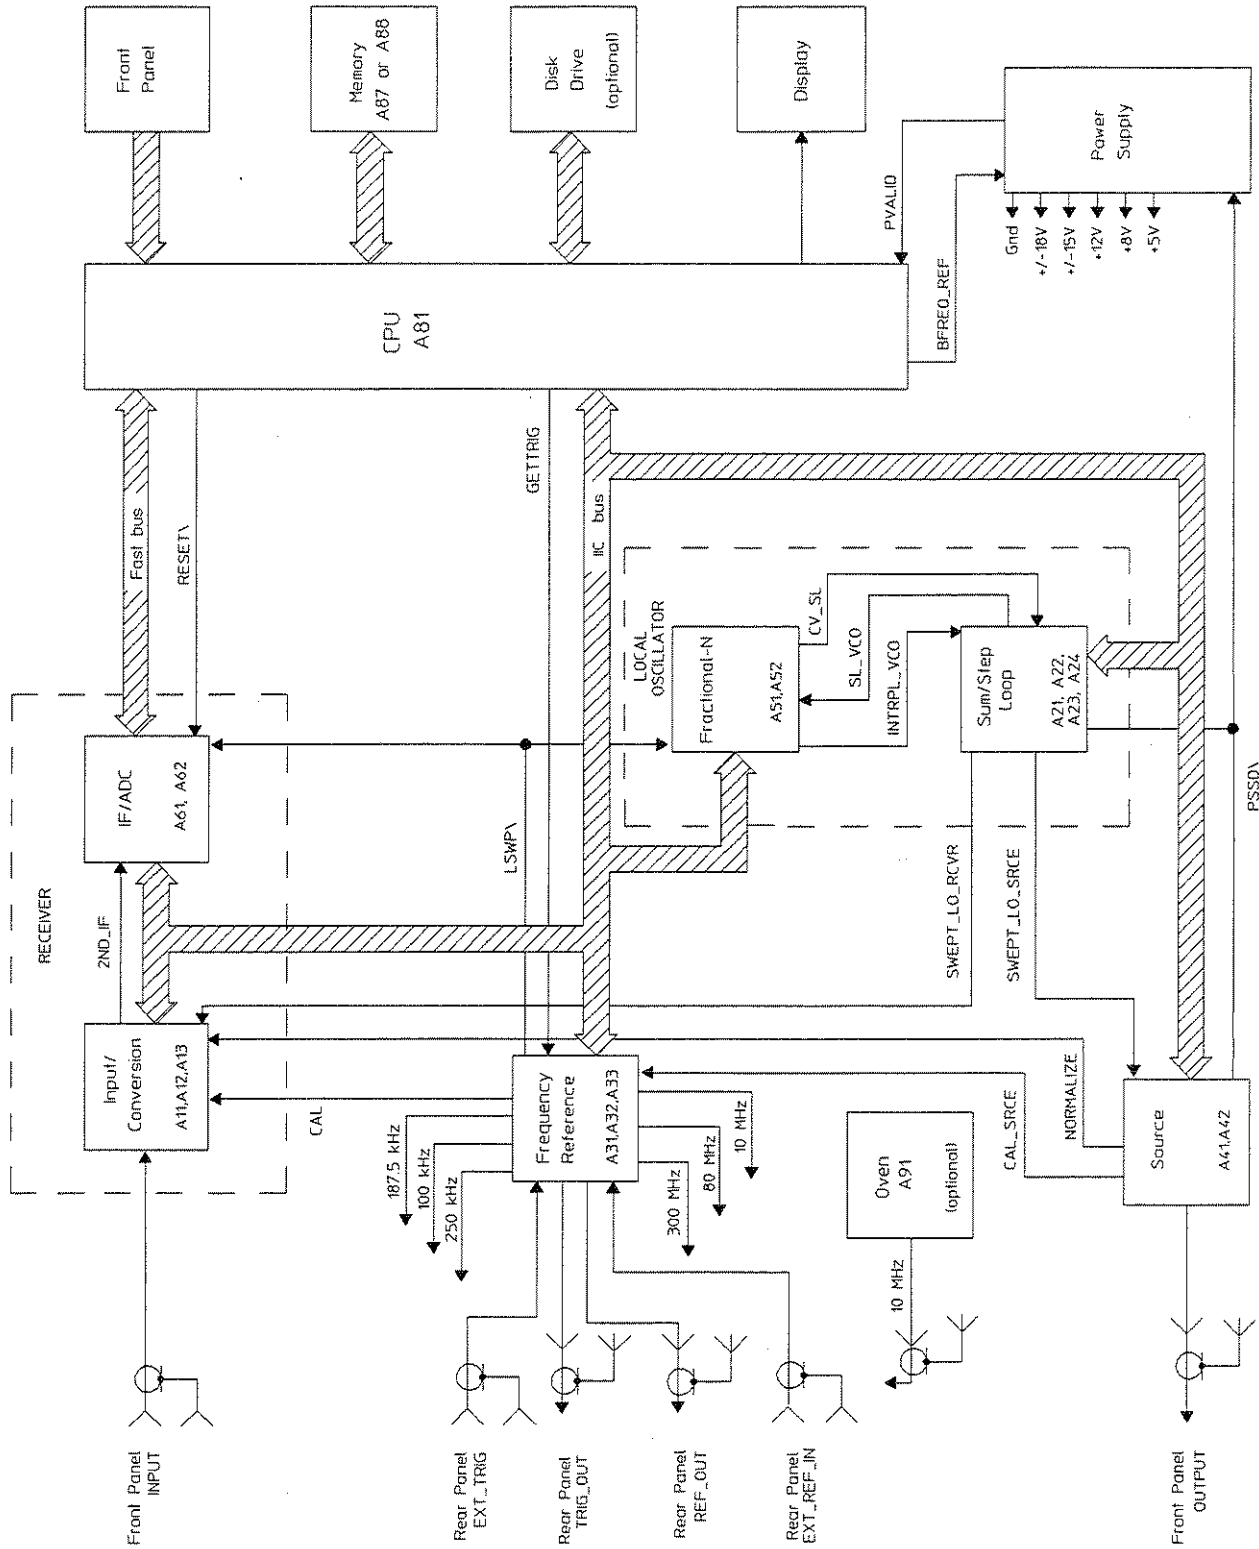 Front Panel
INPUT
Rear Panel
EXT_TRIG
Rear Panel
TRIG_OUT
Rear Panel
REF_OUT
Rear Panel
EXT_REF_IN
Front Panel
OUTPUT
RECEIVER
Input/
Conversion
A11,A12,A13
2ND_IF
IF/ADC
A61, A62
CAL
187.5 kHz
100 kHz
250 kHz
Frequency
Reference
A31,A32,A33
300 MHz
80 MHz
10 MHz
Oven
A91
(optional)
10 MHz
CAL_SRCE
NORMALIZE
Source
A41,A42
LSWP\
SWEPT_LO_RCVR
SWEPT_LO_SRCE
LOCAL
OSCILLATOR
Fractional-N
A51,A52
CV_SL
SL_VCO
INTRPL_VCO
Sum/Step
Loop
A21, A22,
A23, A24
PSSD\
Fast bus
RESET\
GETTRIG
IIC bus
CPU
A81
Front
Panel
Memory
A87 or A88
Disk
Drive
(optional)
Display
PVALID
BFREQ_REF
Power
Supply
Gnd
+/-18V
+/-15V
+12V
+8V
+5V